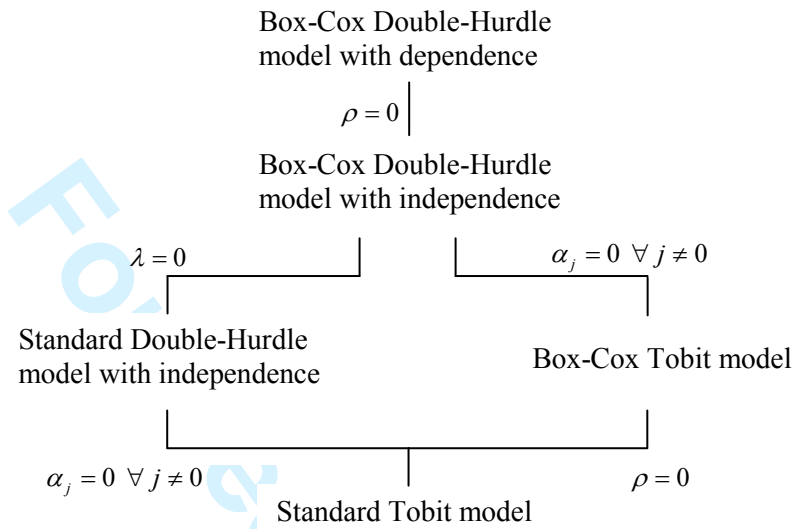 Box-Cox Double-Hurdle
model with dependence
ρ = 0
Box-Cox Double-Hurdle
model with independence
λ = 0
α_j = 0 ∀ j ≠ 0
Standard Double-Hurdle
model with independence
Box-Cox Tobit model
α_j = 0 ∀ j ≠ 0
ρ = 0
Standard Tobit model